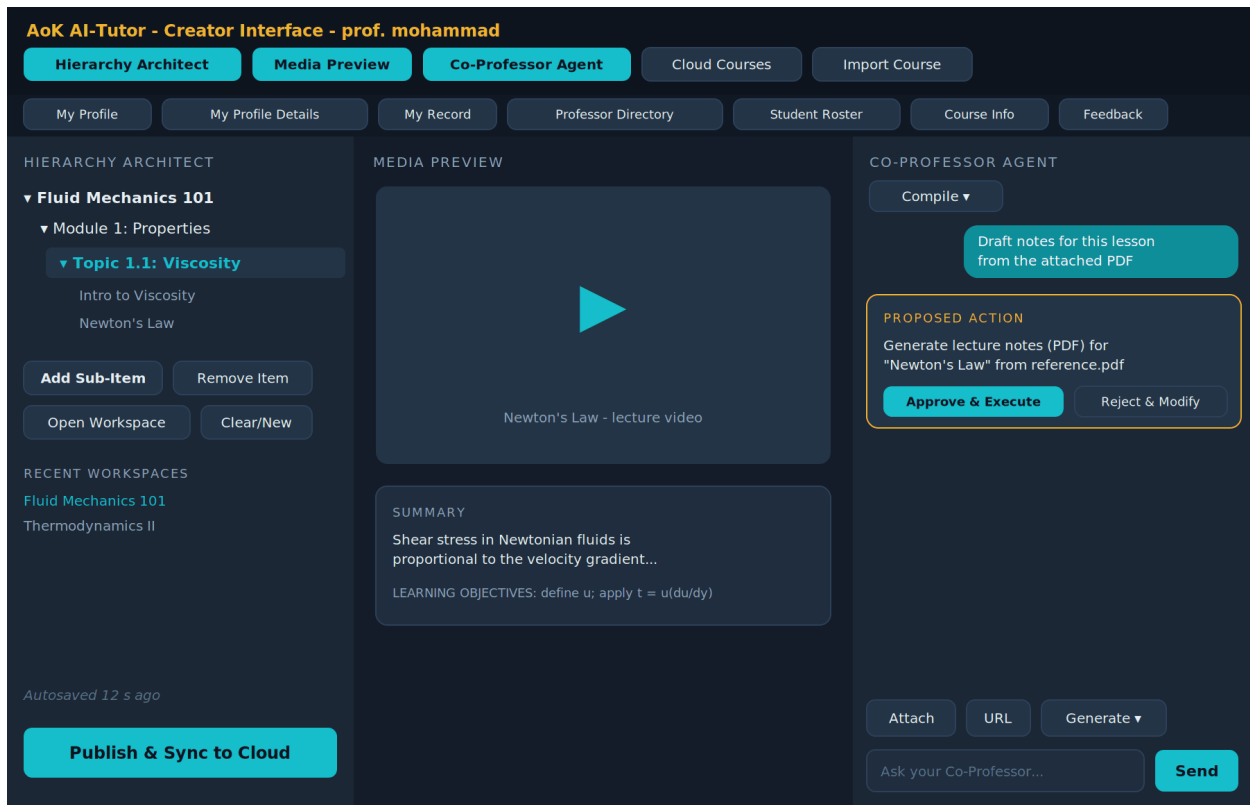 AoK AI-Tutor - Creator Interface - prof. mohammad
Hierarchy Architect
Media Preview
Co-Professor Agent
Cloud Courses
Import Course
My Profile
My Profile Details
My Record
Professor Directory
Student Roster
Course Info
Feedback
HIERARCHY ARCHITECT
▾ Fluid Mechanics 101
▾ Module 1: Properties
▾ Topic 1.1: Viscosity
Intro to Viscosity
Newton's Law
Add Sub-Item
Remove Item
Open Workspace
Clear/New
RECENT WORKSPACES
Fluid Mechanics 101
Thermodynamics II
Autosaved 12 s ago
Publish & Sync to Cloud
MEDIA PREVIEW
Newton's Law - lecture video
SUMMARY
Shear stress in Newtonian fluids is
proportional to the velocity gradient...
LEARNING OBJECTIVES: define u; apply t = u(du/dy)
CO-PROFESSOR AGENT
Compile ▾
Draft notes for this lesson
from the attached PDF
PROPOSED ACTION
Generate lecture notes (PDF) for
"Newton's Law" from reference.pdf
Approve & Execute
Reject & Modify
Attach
URL
Generate ▾
Ask your Co-Professor...
Send